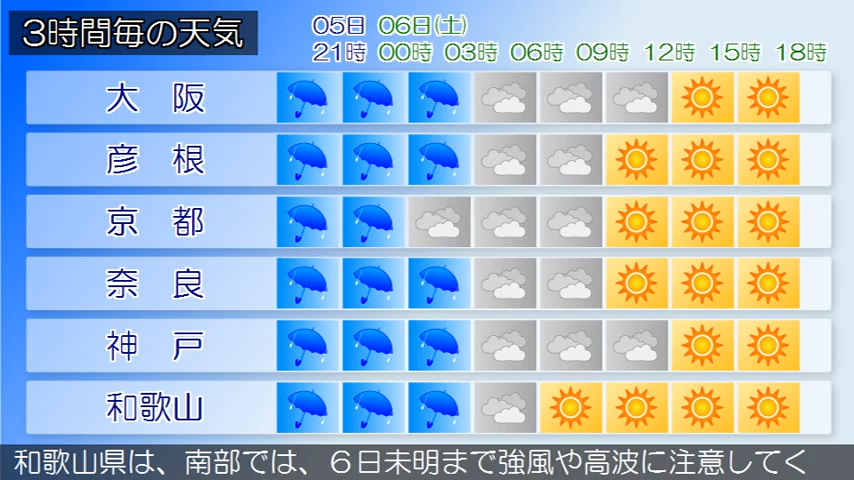 3時間毎の天気
05日 06日(土)
21時 00時 03時 06時 09時 12時 15時 18時
大阪
彦根
京都
奈良
神戸
和歌山
和歌山県は、南部では、６日未明まで強風や高波に注意してく